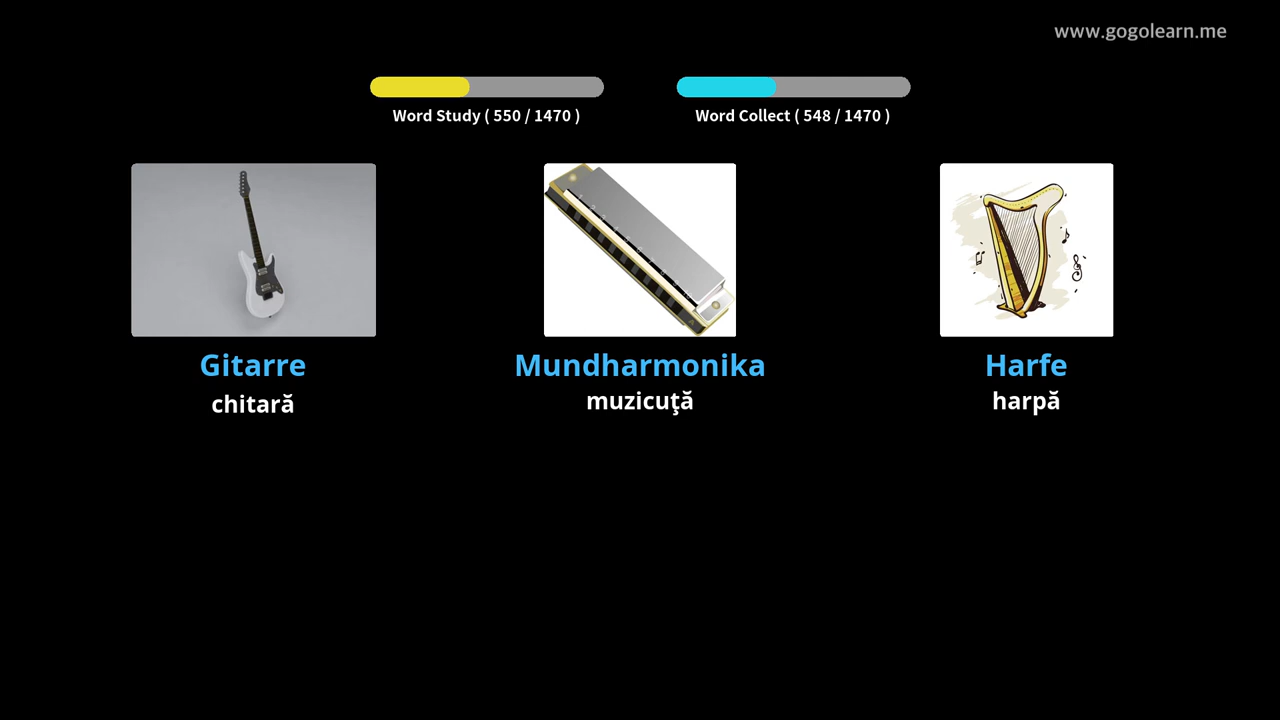 www.gogolearn.me
Word Study ( 550 / 1470 )
Word Collect ( 548 / 1470 )
Gitarre
chitară
Mundharmonika
muzicuţă
Harfe
harpă